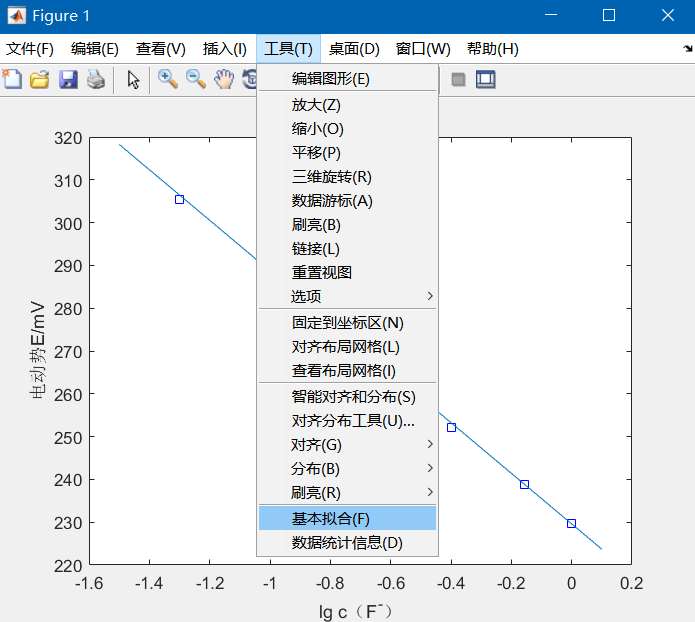 Figure 1
文件(F) 编辑(E) 查看(V) 插入(I) 工具(T) 桌面(D) 窗口(W) 帮助(H)
编辑图形(E)
放大(Z)
缩小(O)
平移(P)
三维旋转(R)
数据游标(A)
刷亮(B)
链接(L)
重置视图
选项
固定到坐标区(N)
对齐布局网格(L)
查看布局网格(I)
智能对齐和分布(S)
对齐分布工具(U)...
对齐(G)
分布(B)
刷亮(R)
基本拟合(F)
数据统计信息(D)
320
310
300
290
280
270
260
250
240
230
220
电动势E/mV
-1.6 -1.4 -1.2 -1 -0.8 -0.6 -0.4 -0.2 0 0.2
lg c（F⁻）